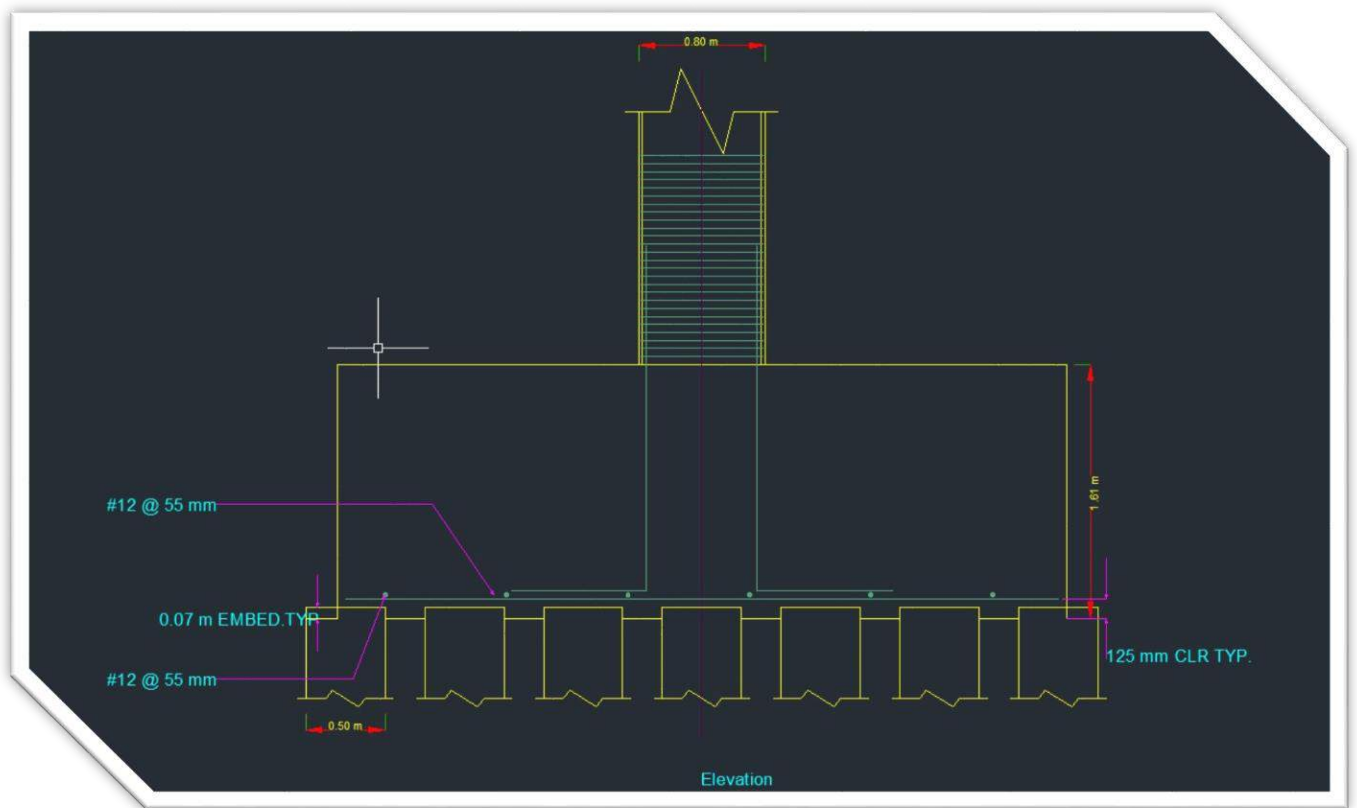 0.80 m
#12 @ 55 mm
1.61 m
0.07 m EMBED.TYP
125 mm CLR TYP.
#12 @ 55 mm
0.50 m
Elevation